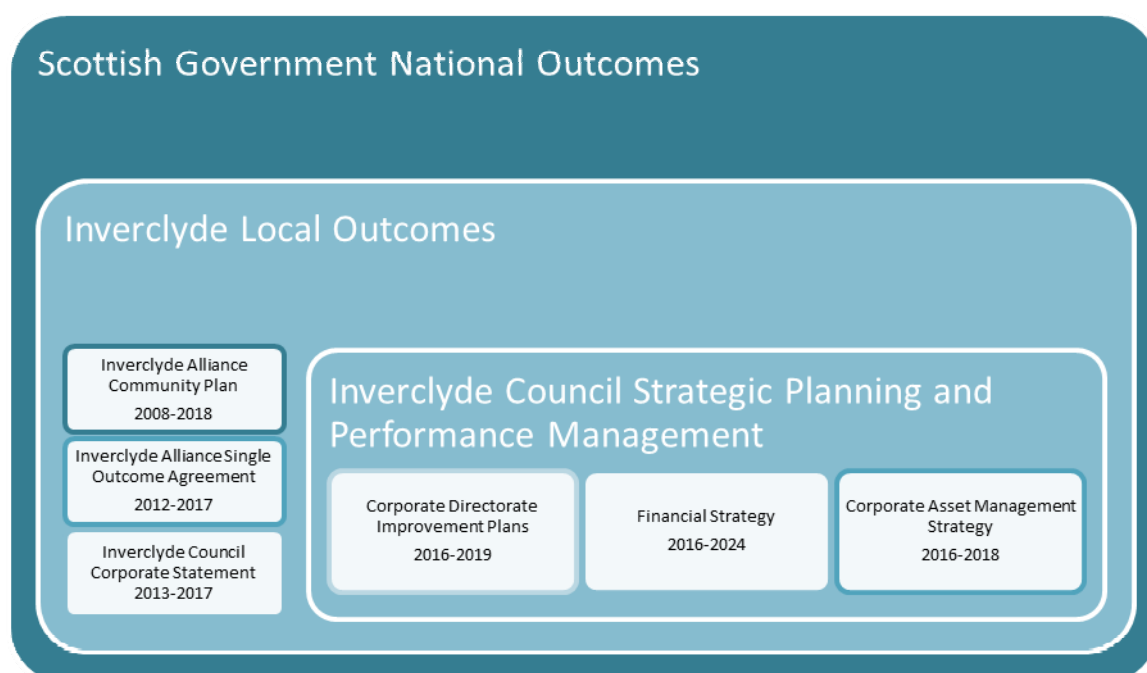 Scottish Government National Outcomes
Inverclyde Local Outcomes
Inverclyde Alliance
Community Plan
2008-2018
Inverclyde Alliance Single
Outcome Agreement
2012-2017
Inverclyde Council
Corporate Statement
2013-2017
Inverclyde Council Strategic Planning and
Performance Management
Corporate Directorate
Improvement Plans
2016-2019
Financial Strategy
2016-2024
Corporate Asset Management
Strategy
2016-2018